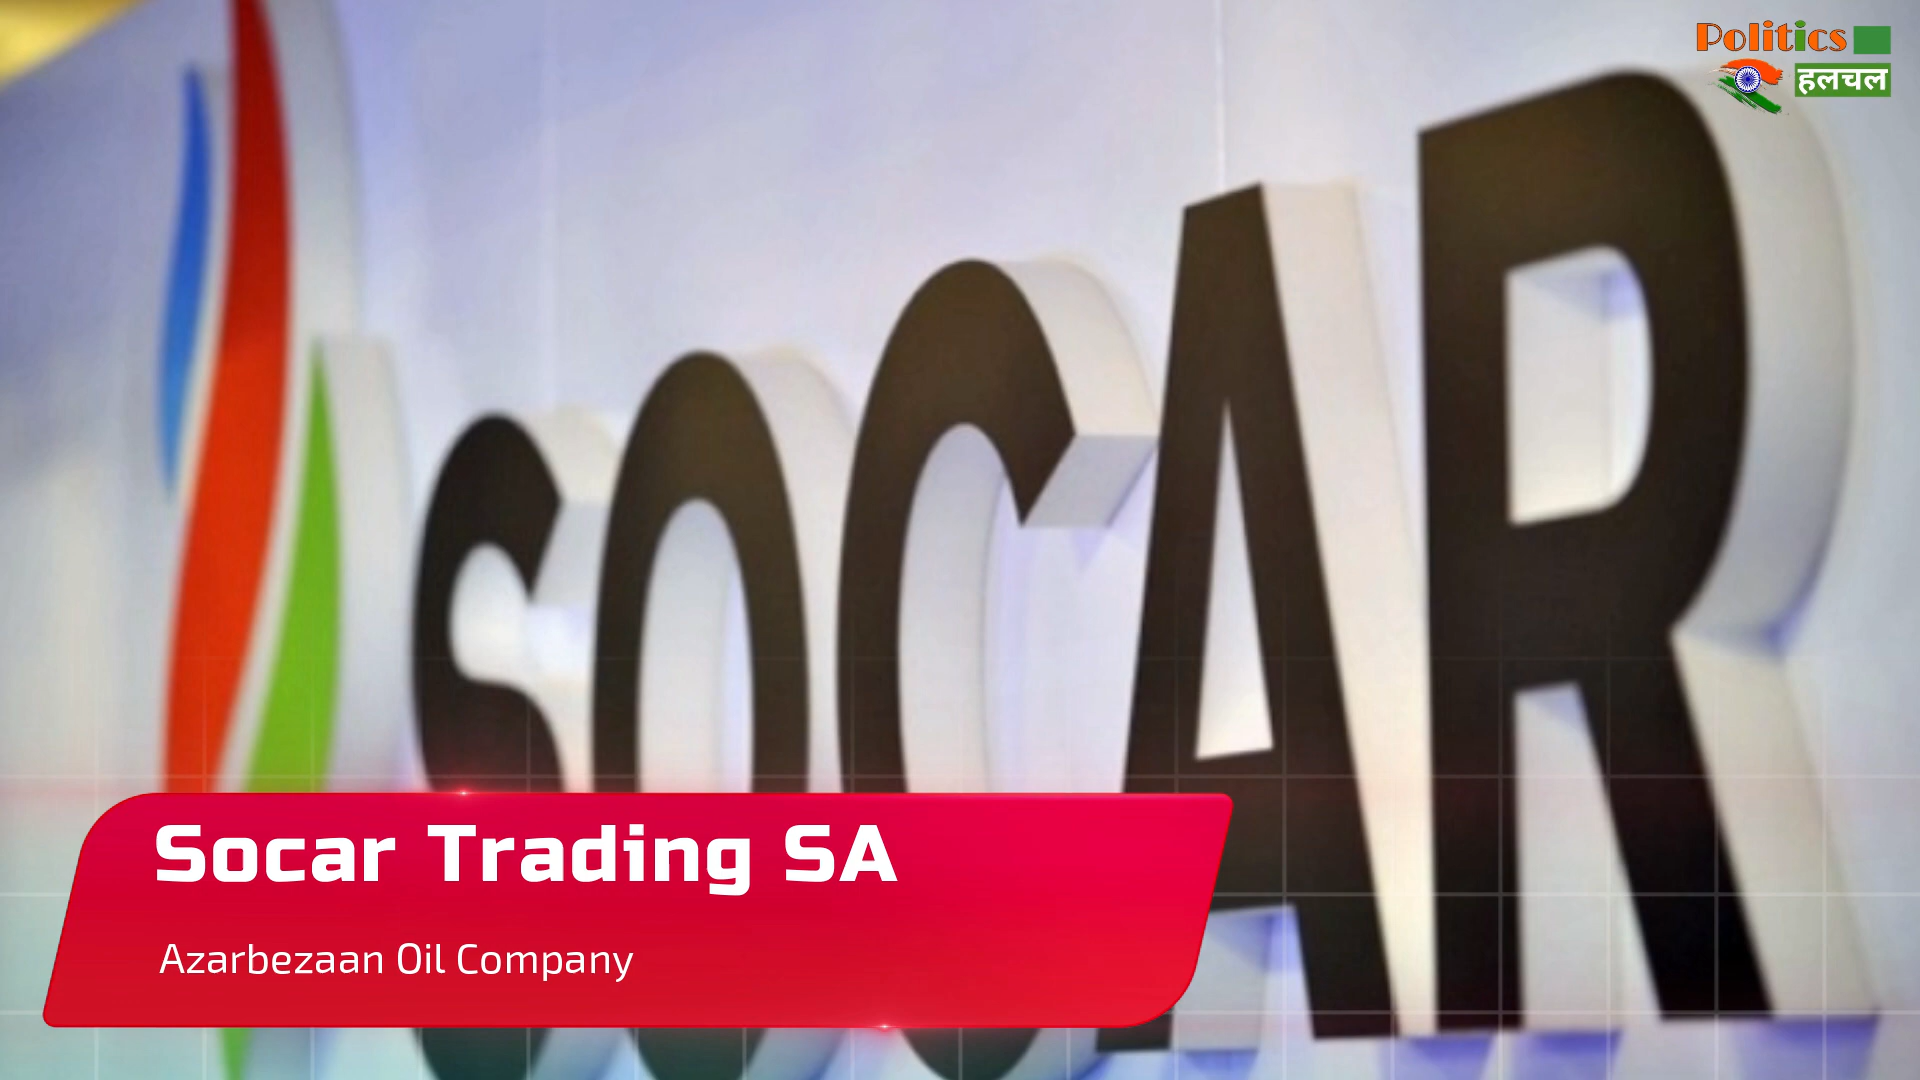 Politics
हलचल
SOCAR
Socar Trading SA
Azarbezaan Oil Company